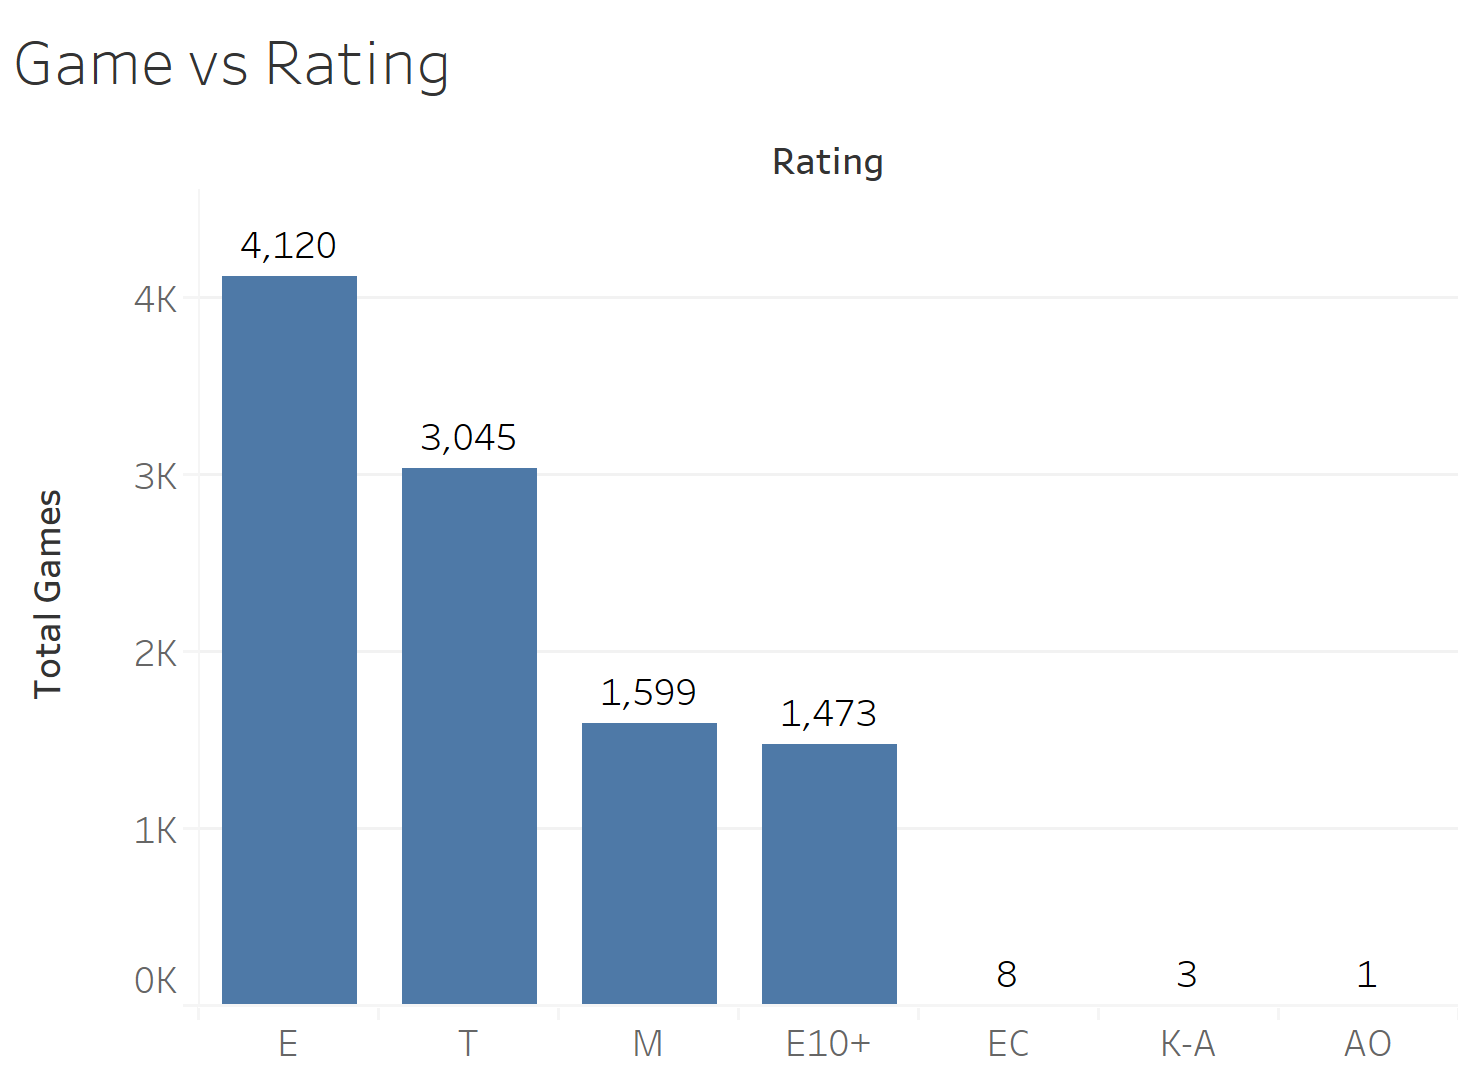 Game vs Rating
Rating
4,120
3,045
1,599
1,473
8
3
1
4K
3K
2K
1K
0K
Total Games
E
T
M
E10+
EC
K-A
AO